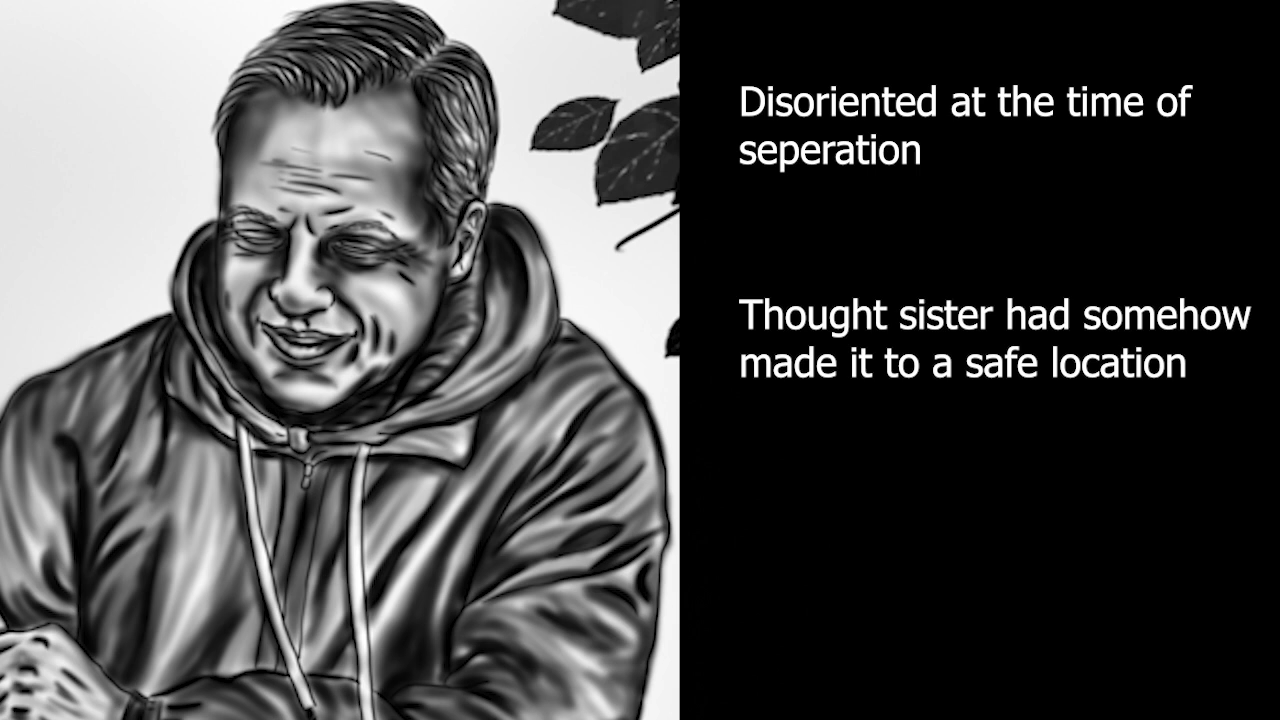 Disoriented at the time of
seperation
Thought sister had somehow
made it to a safe location